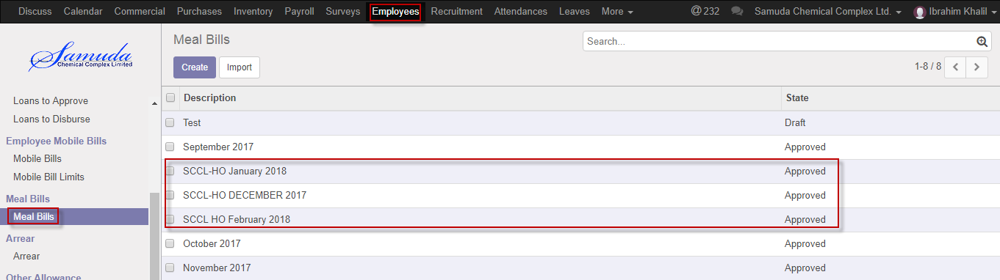 Discuss Calendar Commercial Purchases Inventory Payroll Surveys Employees Recruitment Attendances Leaves More @ 232 Samuda Chemical Complex Ltd. Ibrahim Khalil
Samuda
Chemical Complex Limited
Loans to Approve
Loans to Disburse
Employee Mobile Bills
Mobile Bills
Mobile Bill Limits
Meal Bills
Meal Bills
Arrear
Arrear
Other Allowance
Meal Bills
Search...
Create Import
1-8 / 8
Description State
Test Draft
September 2017 Approved
SCCL-HO January 2018 Approved
SCCL-HO DECEMBER 2017 Approved
SCCL HO February 2018 Approved
October 2017 Approved
November 2017 Approved